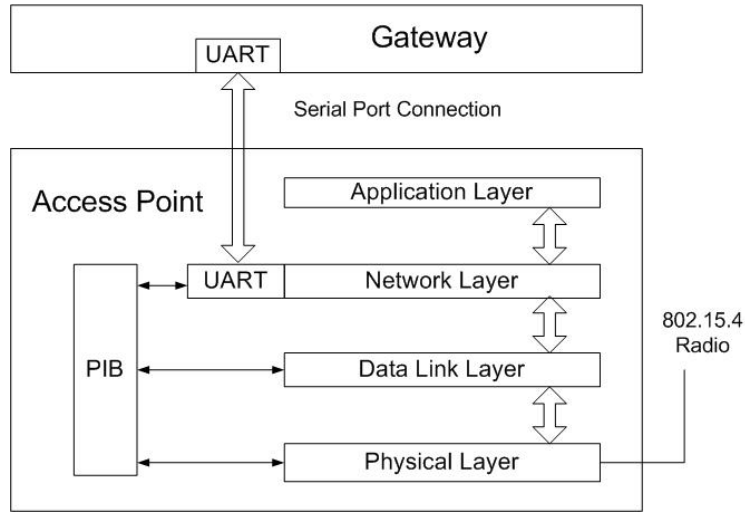 Gateway
UART
Serial Port Connection
Access Point
Application Layer
UART
Network Layer
802.15.4
Radio
PIB
Data Link Layer
Physical Layer